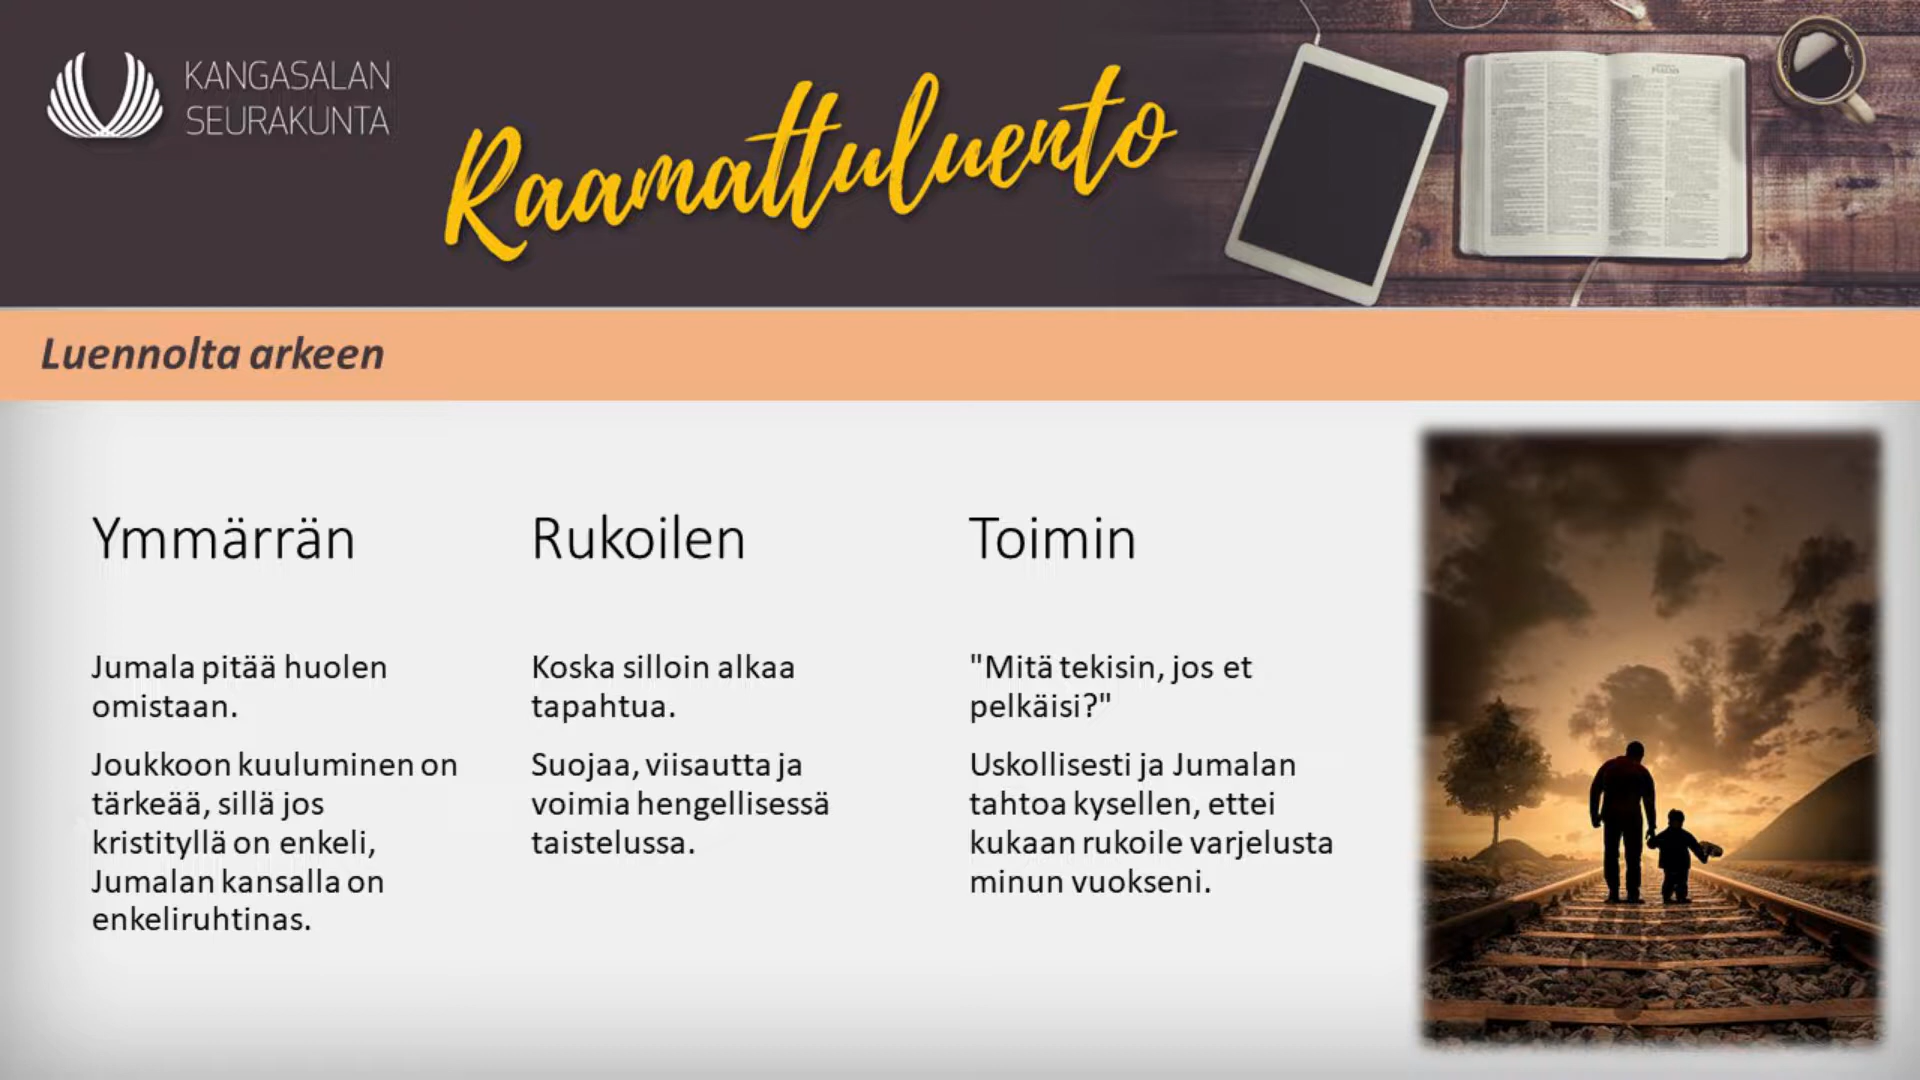 KANGASALAN
SEURAKUNTA
Raamattuluento
Luennolta arkeen
Ymmärrän
Jumala pitää huolen
omistaan.
Joukkoon kuuluminen on
tärkeää, sillä jos
kristityllä on enkeli,
Jumalan kansalla on
enkeliruhtinas.
Rukoilen
Koska silloin alkaa
tapahtua.
Suojaa, viisautta ja
voimia hengellisessä
taistelussa.
Toimin
"Mitä tekisin, jos et
pelkäisi?"
Uskollisesti ja Jumalan
tahtoa kysellen, ettei
kukaan rukoile varjelusta
minun vuokseni.